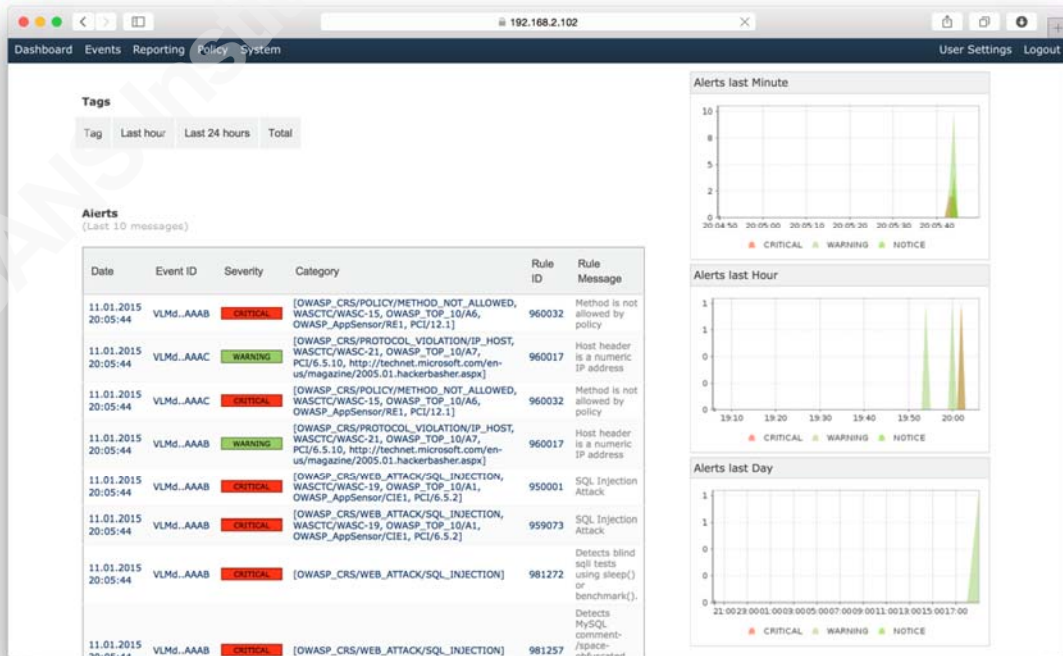 192.168.2.102
Dashboard Events Reporting Policy System
User Settings Logout
Tags
Tag Last hour Last 24 hours Total
Alerts
(Last 10 messages)
Date Event ID Severity Category Rule ID Rule Message
11.01.2015 20:05:44 VLMd..AAAB CRITICAL [OWASP_CRS/POLICY/METHOD_NOT_ALLOWED, 960032 Method is not
WASCTC/WASC-15, OWASP_TOP_10/A6, allowed by
OWASP_AppSensor/RE1, PCI/12.1] policy
11.01.2015 20:05:44 VLMd..AAAC WARNING [OWASP_CRS/PROTOCOL_VIOLATION/IP_HOST, 960017 Host header
WASCTC/WASC-21, OWASP_TOP_10/A7, is a numeric
PCI/6.5.10, http://technet.microsoft.com/en- IP address
us/magazine/2005.01.hackerbasher.aspx]
11.01.2015 20:05:44 VLMd..AAAC CRITICAL [OWASP_CRS/POLICY/METHOD_NOT_ALLOWED, 960032 Method is not
WASCTC/WASC-15, OWASP_TOP_10/A6, allowed by
OWASP_AppSensor/RE1, PCI/12.1] policy
11.01.2015 20:05:44 VLMd..AAAB WARNING [OWASP_CRS/PROTOCOL_VIOLATION/IP_HOST, 960017 Host header
WASCTC/WASC-21, OWASP_TOP_10/A7, is a numeric
PCI/6.5.10, http://technet.microsoft.com/en- IP address
us/magazine/2005.01.hackerbasher.aspx]
11.01.2015 20:05:44 VLMd..AAAB CRITICAL [OWASP_CRS/WEB_ATTACK/SQL_INJECTION, 950001 SQL Injection
WASCTC/WASC-19, OWASP_TOP_10/A1, Attack
OWASP_AppSensor/CIE1, PCI/6.5.2]
11.01.2015 20:05:44 VLMd..AAAB CRITICAL [OWASP_CRS/WEB_ATTACK/SQL_INJECTION, 959073 SQL Injection
WASCTC/WASC-19, OWASP_TOP_10/A1, Attack
OWASP_AppSensor/CIE1, PCI/6.5.2]
11.01.2015 20:05:44 VLMd..AAAB CRITICAL [OWASP_CRS/WEB_ATTACK/SQL_INJECTION] 981272 Detects blind
sqli tests
using sleep()
or
benchmark().
11.01.2015 VLMd..AAAB CRITICAL [OWASP_CRS/WEB_ATTACK/SQL_INJECTION] 981257 Detects
MySQL
comment-
/space-
Alerts last Minute
10
8
5
2
0
20:04:50 20:05:00 20:05:10 20:05:20 20:05:30 20:05:40
CRITICAL WARNING NOTICE
Alerts last Hour
1
1
0
0
0
19:10 19:20 19:30 19:40 19:50 20:00
CRITICAL WARNING NOTICE
Alerts last Day
1
1
0
0
0
21:00 23:00 01:00 03:00 05:00 07:00 09:00 11:00 13:00 15:00 17:00
CRITICAL WARNING NOTICE